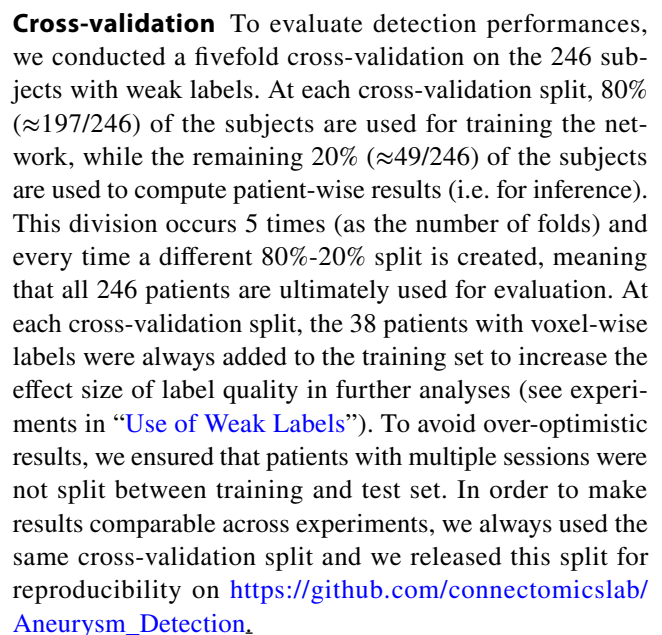 Cross-validation To evaluate detection performances,
we conducted a fivefold cross-validation on the 246 sub-
jects with weak labels. At each cross-validation split, 80%
(≈197/246) of the subjects are used for training the net-
work, while the remaining 20% (≈49/246) of the subjects
are used to compute patient-wise results (i.e. for inference).
This division occurs 5 times (as the number of folds) and
every time a different 80%-20% split is created, meaning
that all 246 patients are ultimately used for evaluation. At
each cross-validation split, the 38 patients with voxel-wise
labels were always added to the training set to increase the
effect size of label quality in further analyses (see experi-
ments in “Use of Weak Labels”). To avoid over-optimistic
results, we ensured that patients with multiple sessions were
not split between training and test set. In order to make
results comparable across experiments, we always used the
same cross-validation split and we released this split for
reproducibility on https://github.com/connectomicslab/
Aneurysm_Detection.